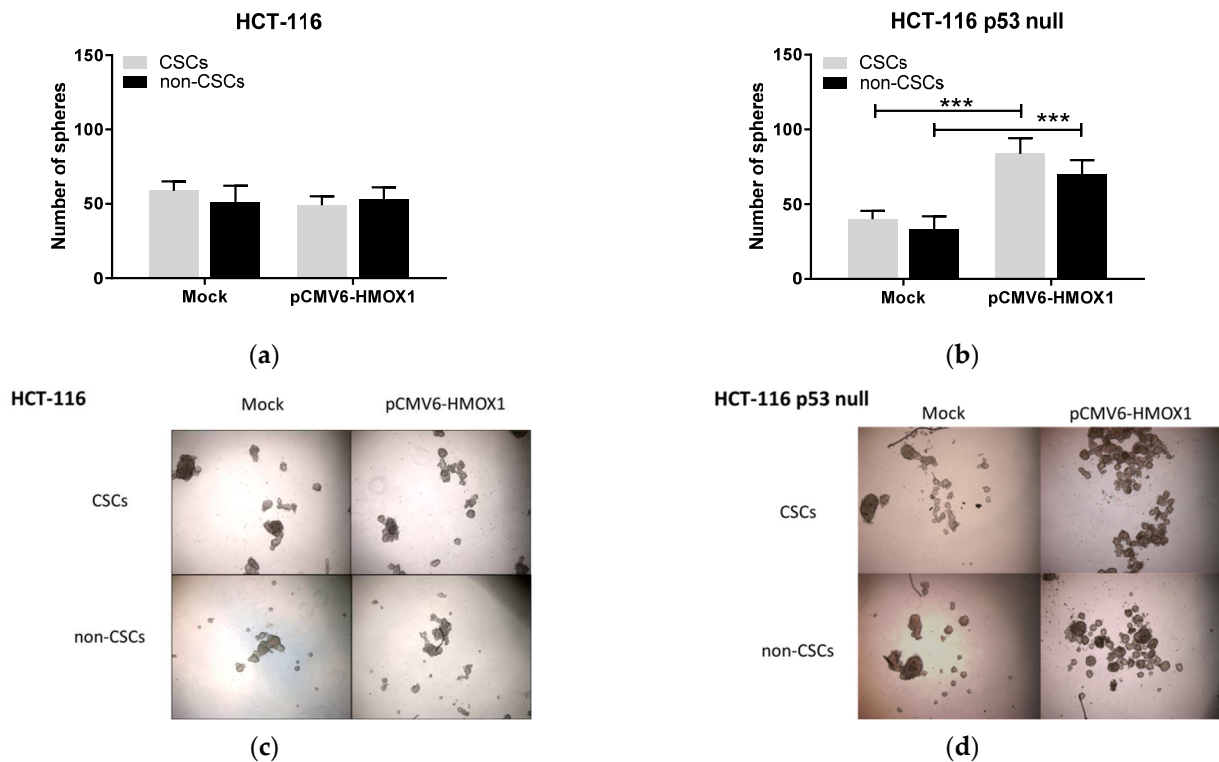 HCT-116
150
100
50
0
Number of spheres
CSCs
non-CSCs
Mock pCMV6-HMOX1
(a)
HCT-116 p53 null
150
100
50
0
Number of spheres
CSCs
non-CSCs
***
***
Mock pCMV6-HMOX1
(b)
HCT-116
Mock pCMV6-HMOX1
CSCs
non-CSCs
(c)
HCT-116 p53 null
Mock pCMV6-HMOX1
CSCs
non-CSCs
(d)